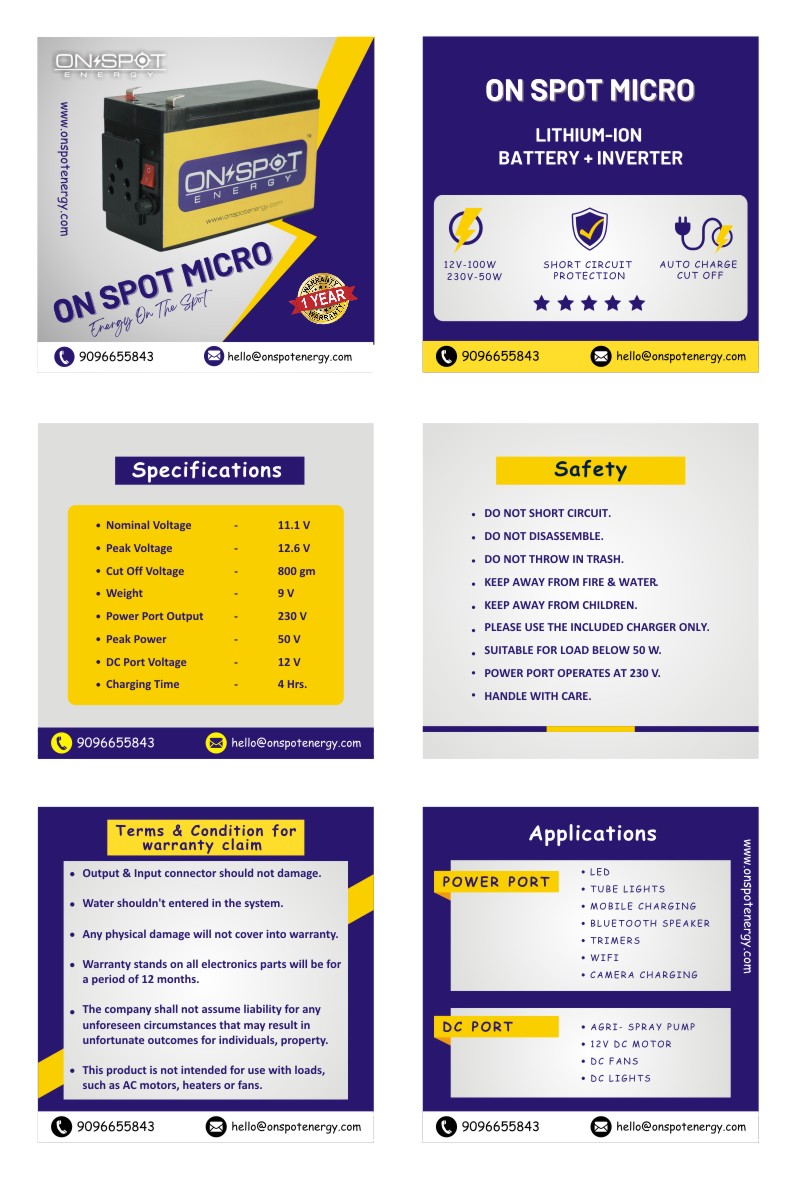 ON SPOT
ENERGY
www.onspotenergy.com
ON SPOT
ENERGY
www.onspotenergy.com
ON SPOT MICRO
Energy On The Spot
WARRANTY
1 YEAR
WARRANTY
9096655843
hello@onspotenergy.com
ON SPOT MICRO
LITHIUM-ION
BATTERY + INVERTER
12V-100W
230V-50W
SHORT CIRCUIT
PROTECTION
AUTO CHARGE
CUT OFF
9096655843
hello@onspotenergy.com
Specifications
• Nominal Voltage - 11.1 V
• Peak Voltage - 12.6 V
• Cut Off Voltage - 800 gm
• Weight - 9 V
• Power Port Output - 230 V
• Peak Power - 50 V
• DC Port Voltage - 12 V
• Charging Time - 4 Hrs.
9096655843
hello@onspotenergy.com
Safety
• DO NOT SHORT CIRCUIT.
• DO NOT DISASSEMBLE.
• DO NOT THROW IN TRASH.
• KEEP AWAY FROM FIRE & WATER.
• KEEP AWAY FROM CHILDREN.
• PLEASE USE THE INCLUDED CHARGER ONLY.
• SUITABLE FOR LOAD BELOW 50 W.
• POWER PORT OPERATES AT 230 V.
• HANDLE WITH CARE.
Terms & Condition for
warranty claim
• Output & Input connector should not damage.
• Water shouldn't entered in the system.
• Any physical damage will not cover into warranty.
• Warranty stands on all electronics parts will be for
a period of 12 months.
• The company shall not assume liability for any
unforeseen circumstances that may result in
unfortunate outcomes for individuals, property.
• This product is not intended for use with loads,
such as AC motors, heaters or fans.
9096655843
hello@onspotenergy.com
Applications
www.onspotenergy.com
POWER PORT
• LED
• TUBE LIGHTS
• MOBILE CHARGING
• BLUETOOTH SPEAKER
• TRIMERS
• WIFI
• CAMERA CHARGING
DC PORT
• AGRI- SPRAY PUMP
• 12V DC MOTOR
• DC FANS
• DC LIGHTS
9096655843
hello@onspotenergy.com